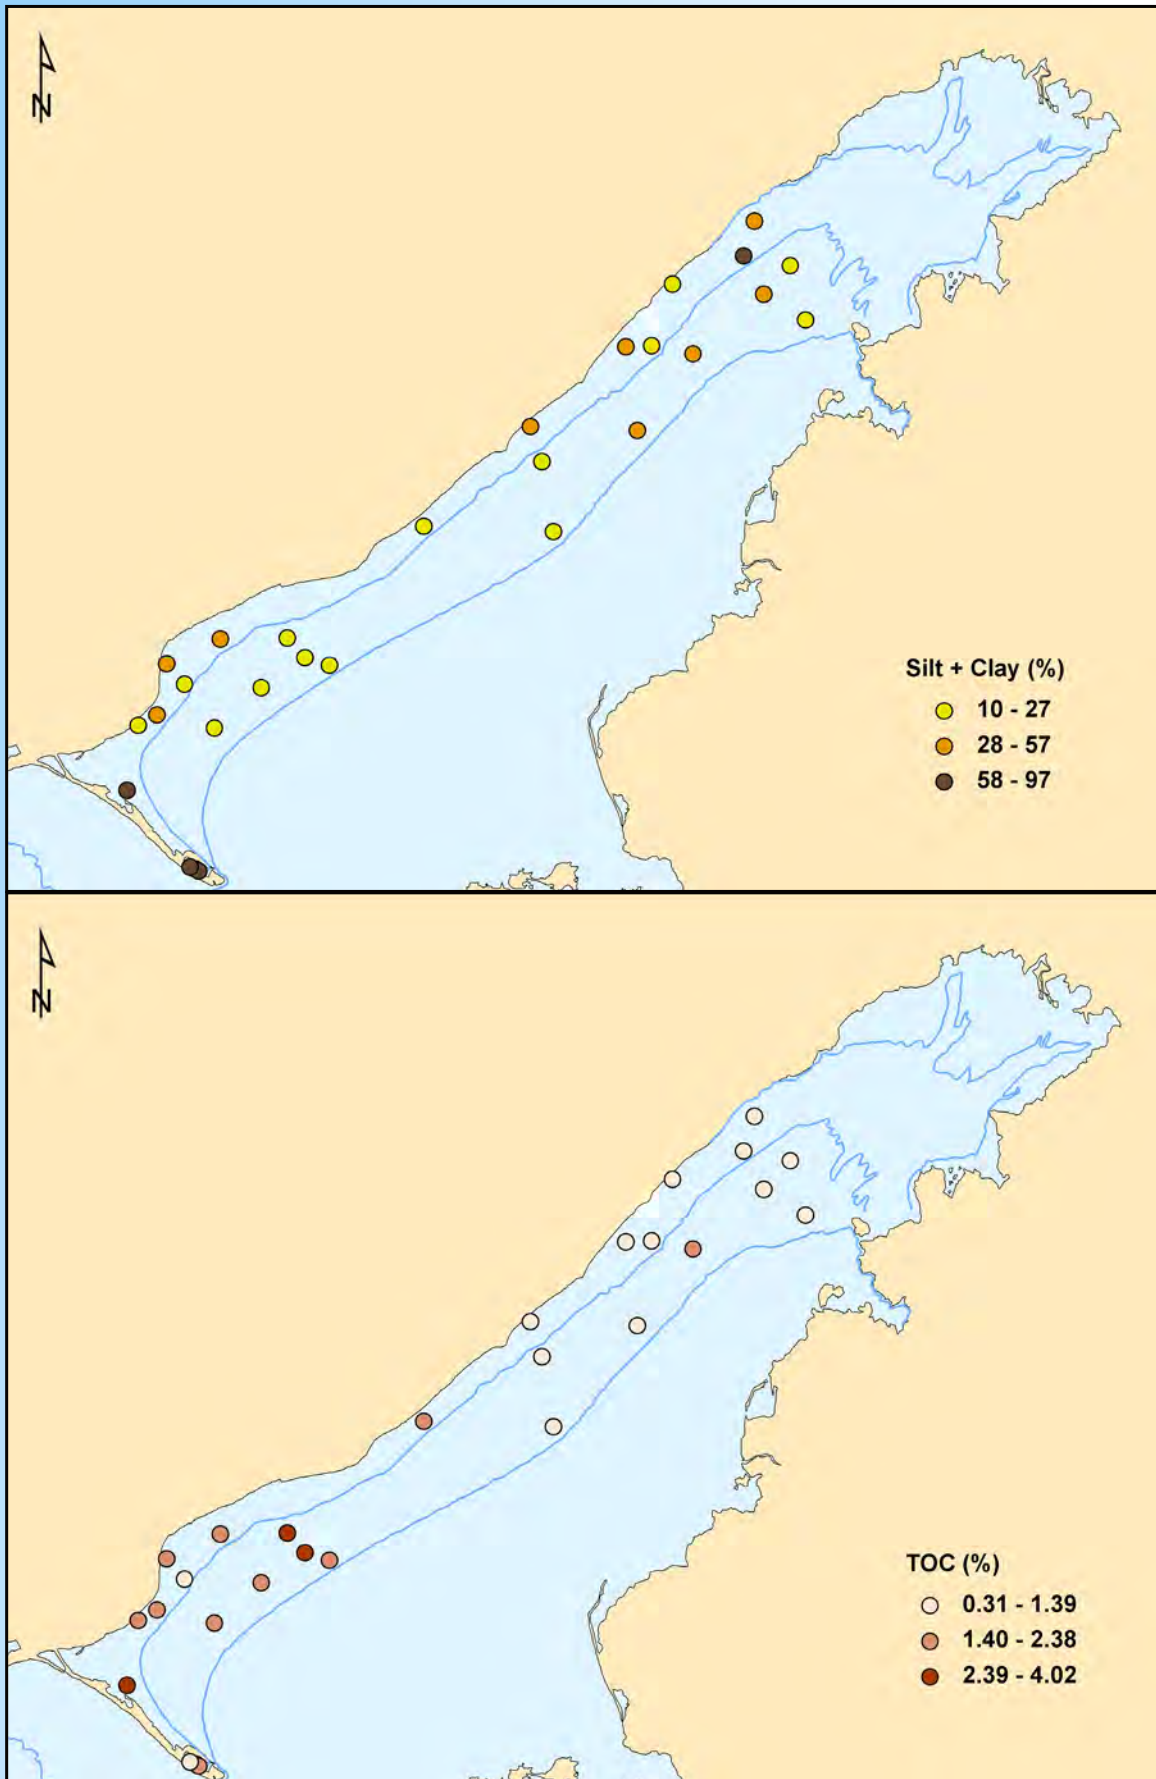 N
Silt + Clay (%)
10 - 27
28 - 57
58 - 97
N
TOC (%)
0.31 - 1.39
1.40 - 2.38
2.39 - 4.02